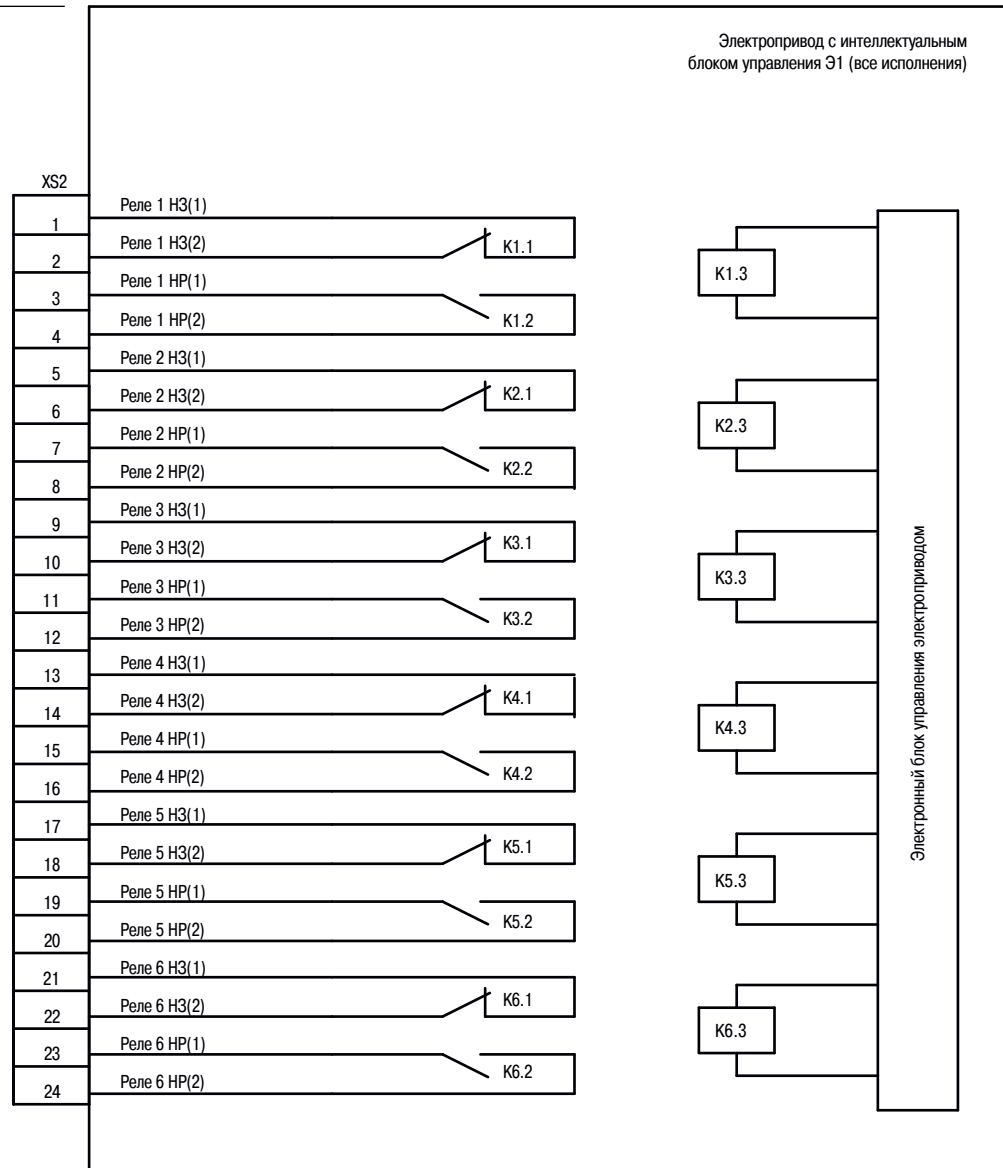 Электропривод с интеллектуальным
блоком управления Э1 (все исполнения)
XS2
1
Реле 1 НЗ(1)
2
Реле 1 НЗ(2)
K1.1
3
Реле 1 НР(1)
4
Реле 1 НР(2)
K1.2
K1.3
5
Реле 2 НЗ(1)
6
Реле 2 НЗ(2)
K2.1
7
Реле 2 НР(1)
8
Реле 2 НР(2)
K2.2
K2.3
9
Реле 3 НЗ(1)
10
Реле 3 НЗ(2)
K3.1
11
Реле 3 НР(1)
12
Реле 3 НР(2)
K3.2
K3.3
13
Реле 4 НЗ(1)
14
Реле 4 НЗ(2)
K4.1
15
Реле 4 НР(1)
16
Реле 4 НР(2)
K4.2
K4.3
17
Реле 5 НЗ(1)
18
Реле 5 НЗ(2)
K5.1
19
Реле 5 НР(1)
20
Реле 5 НР(2)
K5.2
K5.3
21
Реле 6 НЗ(1)
22
Реле 6 НЗ(2)
K6.1
23
Реле 6 НР(1)
24
Реле 6 НР(2)
K6.2
K6.3
Электронный блок управления электроприводом